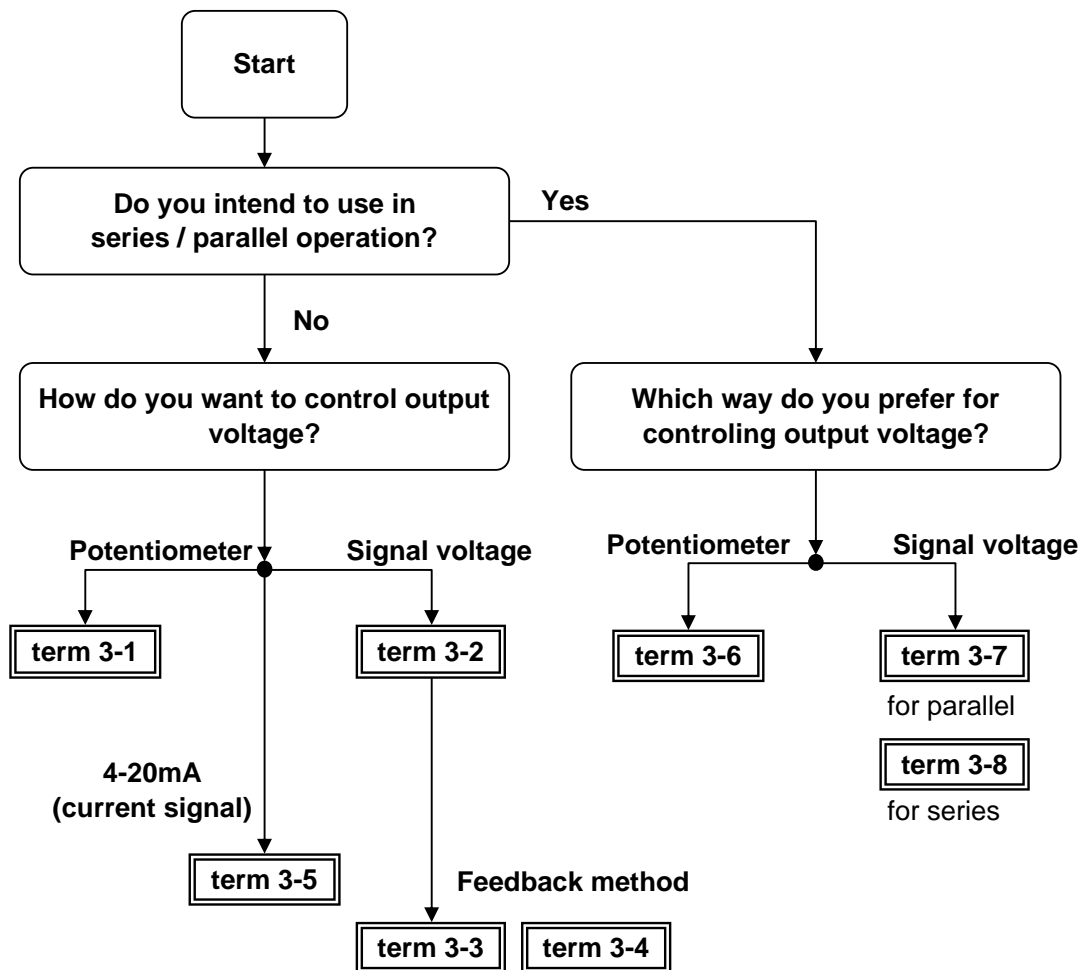 Start
Do you intend to use in
series / parallel operation?
Yes
No
How do you want to control output
voltage?
Which way do you prefer for
controling output voltage?
Potentiometer
Signal voltage
Potentiometer
Signal voltage
term 3-1
term 3-2
term 3-6
term 3-7
for parallel
term 3-8
for series
4-20mA
(current signal)
term 3-5
Feedback method
term 3-3
term 3-4